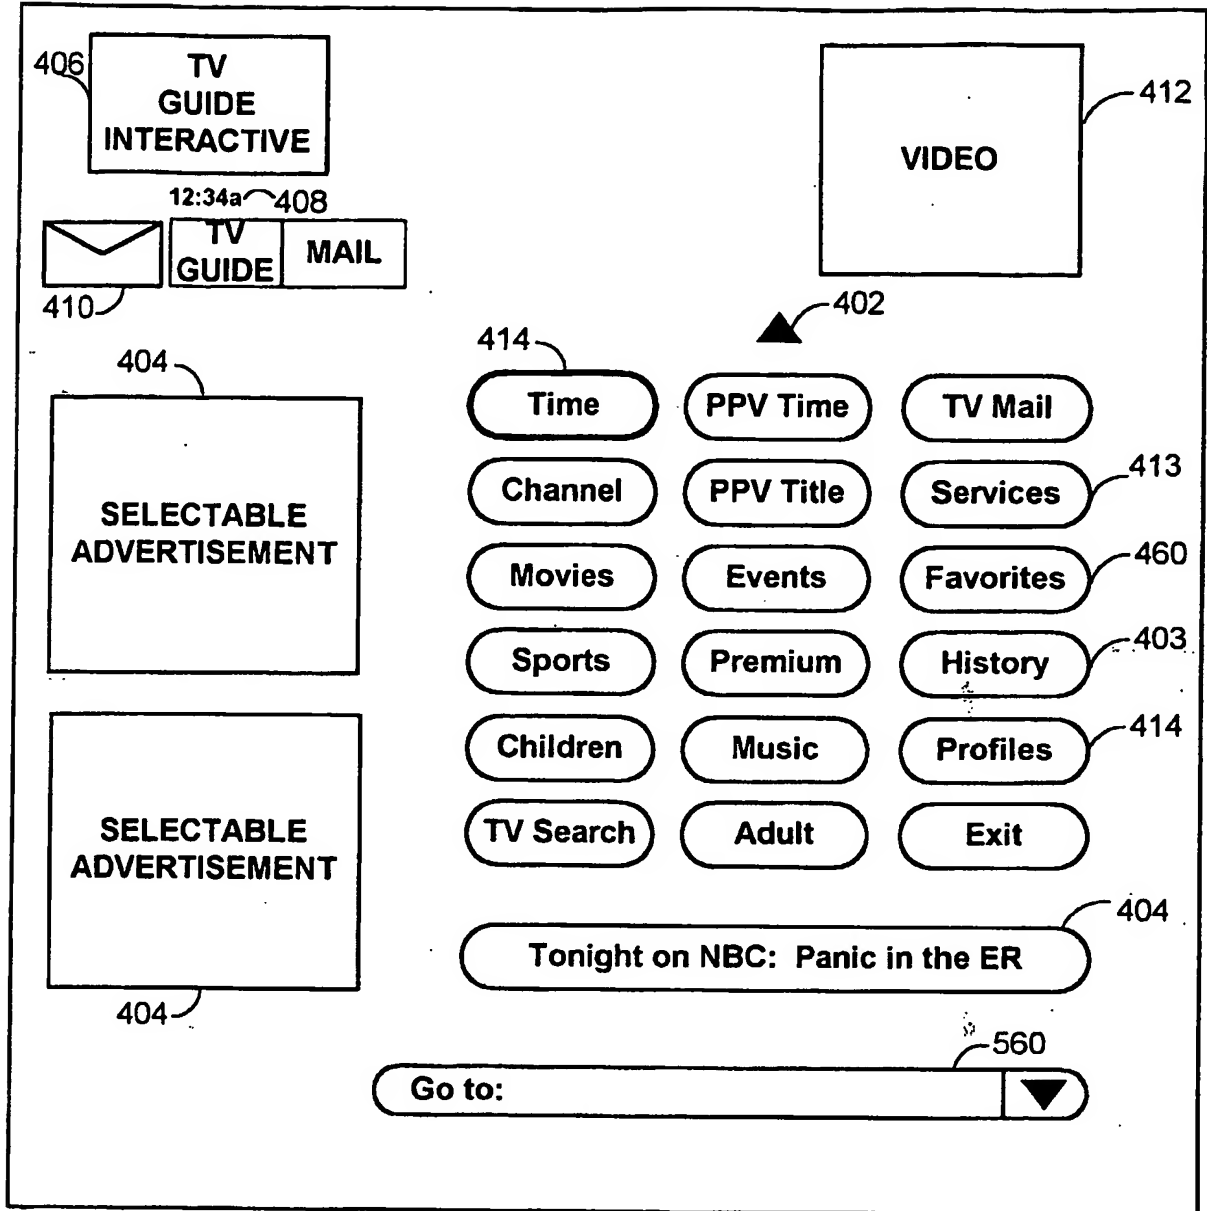 406
TV
GUIDE
INTERACTIVE
VIDEO
412
12:34a
408
TV
GUIDE
MAIL
410
402
414
404
Time
PPV Time
TV Mail
SELECTABLE
ADVERTISEMENT
Channel
PPV Title
Services
413
Movies
Events
Favorites
460
Sports
Premium
History
403
Children
Music
Profiles
414
SELECTABLE
ADVERTISEMENT
TV Search
Adult
Exit
404
Tonight on NBC: Panic in the ER
404
560
Go to: